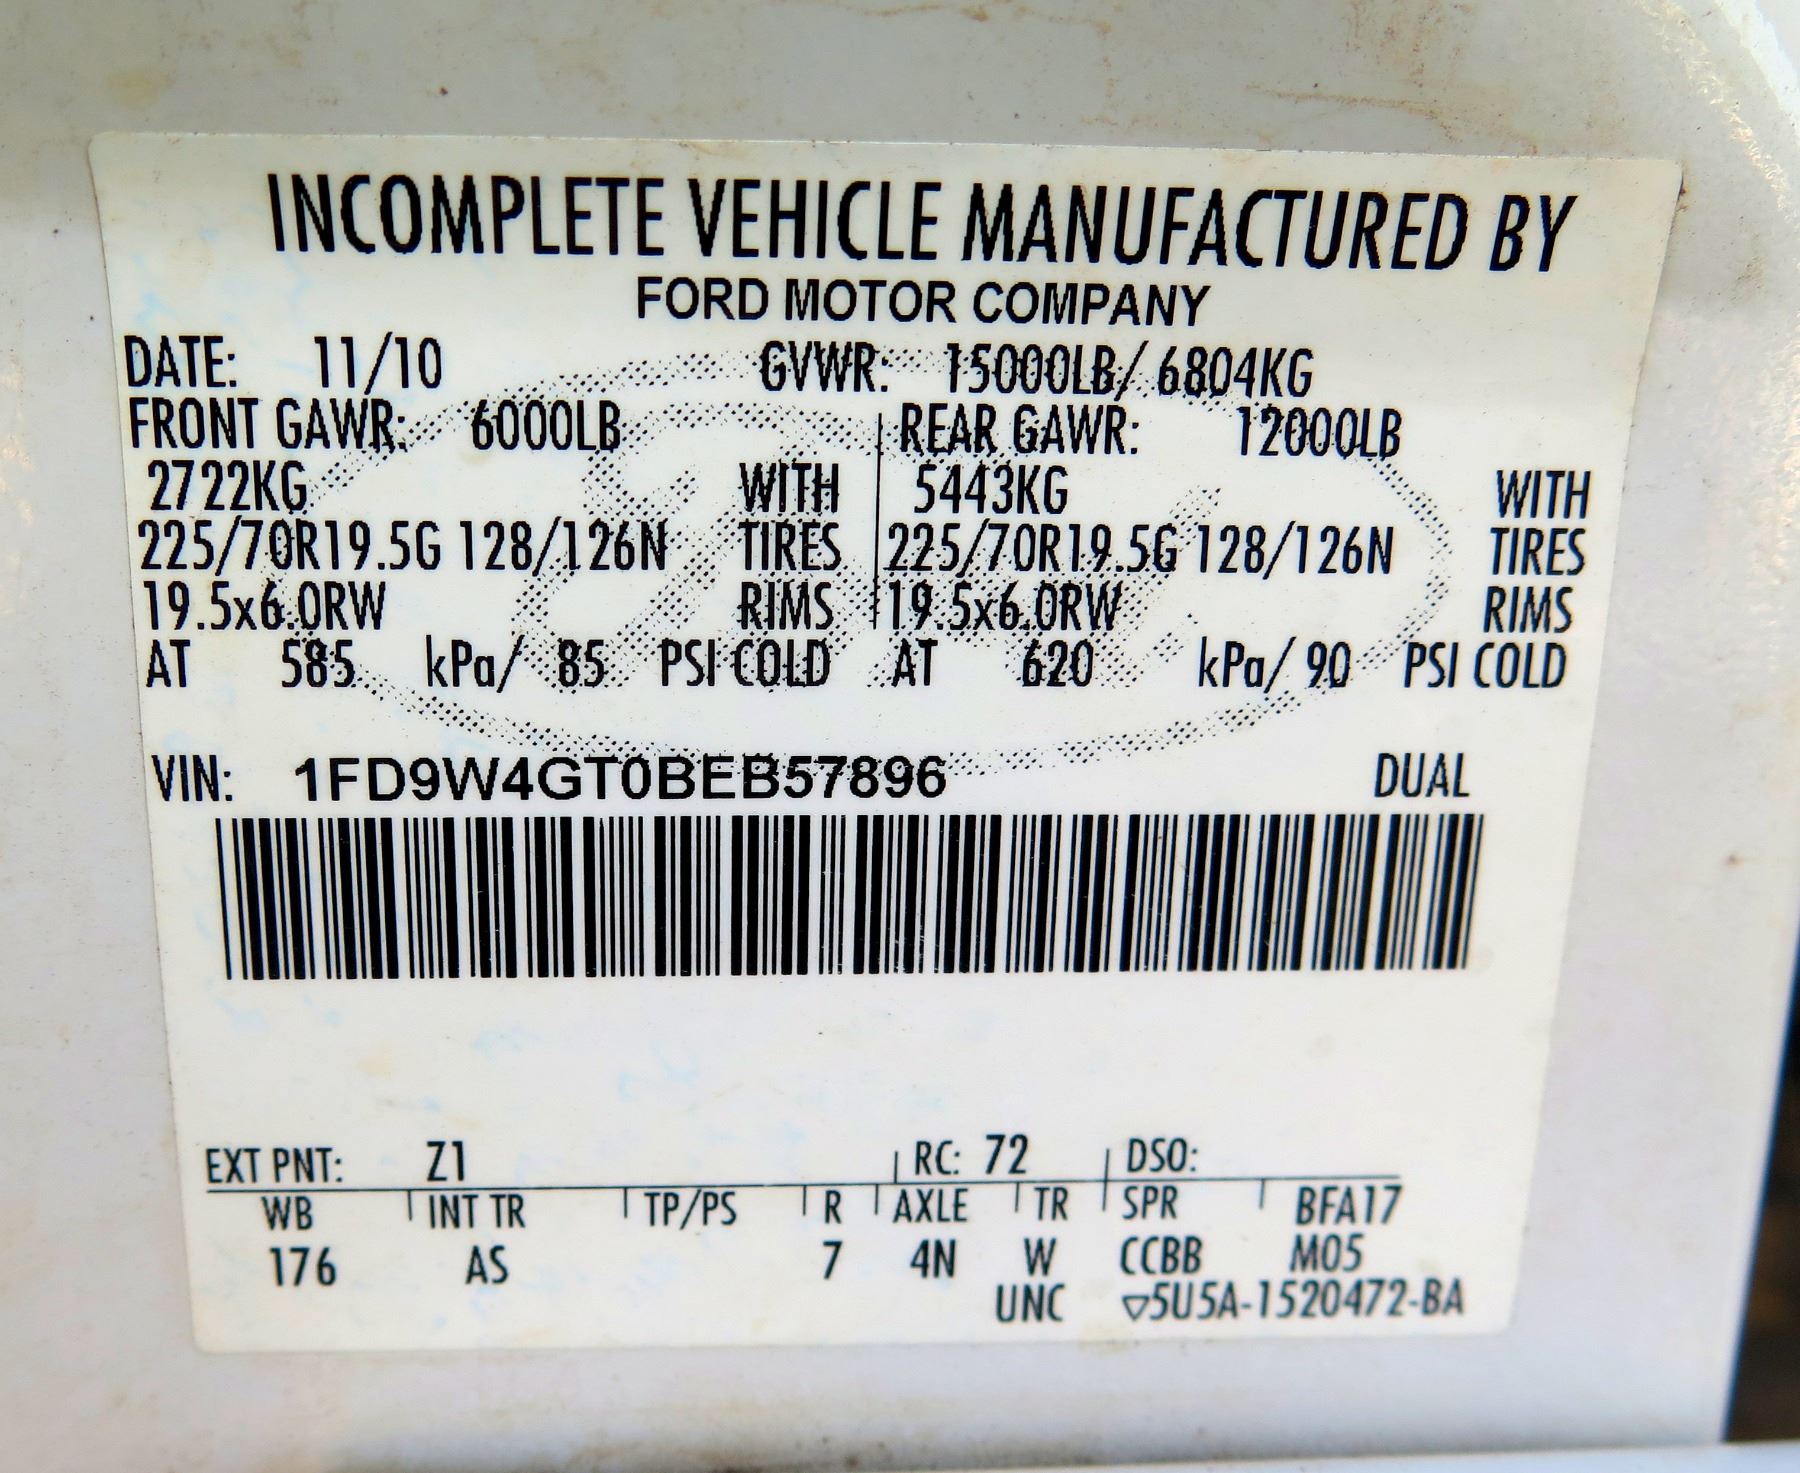 INCOMPLETE VEHICLE MANUFACTURED BY
FORD MOTOR COMPANY
DATE: 11/10 GVWR: 15000LB/ 6804KG
FRONT GAWR: 6000LB REAR GAWR: 12000LB
2722KG WITH 5443KG WITH
225/70R19.5G 128/126N TIRES 225/70R19.5G 128/126N TIRES
19.5x6.0RW RIMS 19.5x6.0RW RIMS
AT 585 kPa/ 85 PSI COLD AT 620 kPa/ 90 PSI COLD
VIN: 1FD9W4GT0BEB57896 DUAL
EXT PNT: Z1 RC: 72 DSO:
WB INT TR TP/PS R AXLE TR SPR BFA17
176 AS 7 4N W CCBB M05
UNC ▽5U5A-1520472-BA